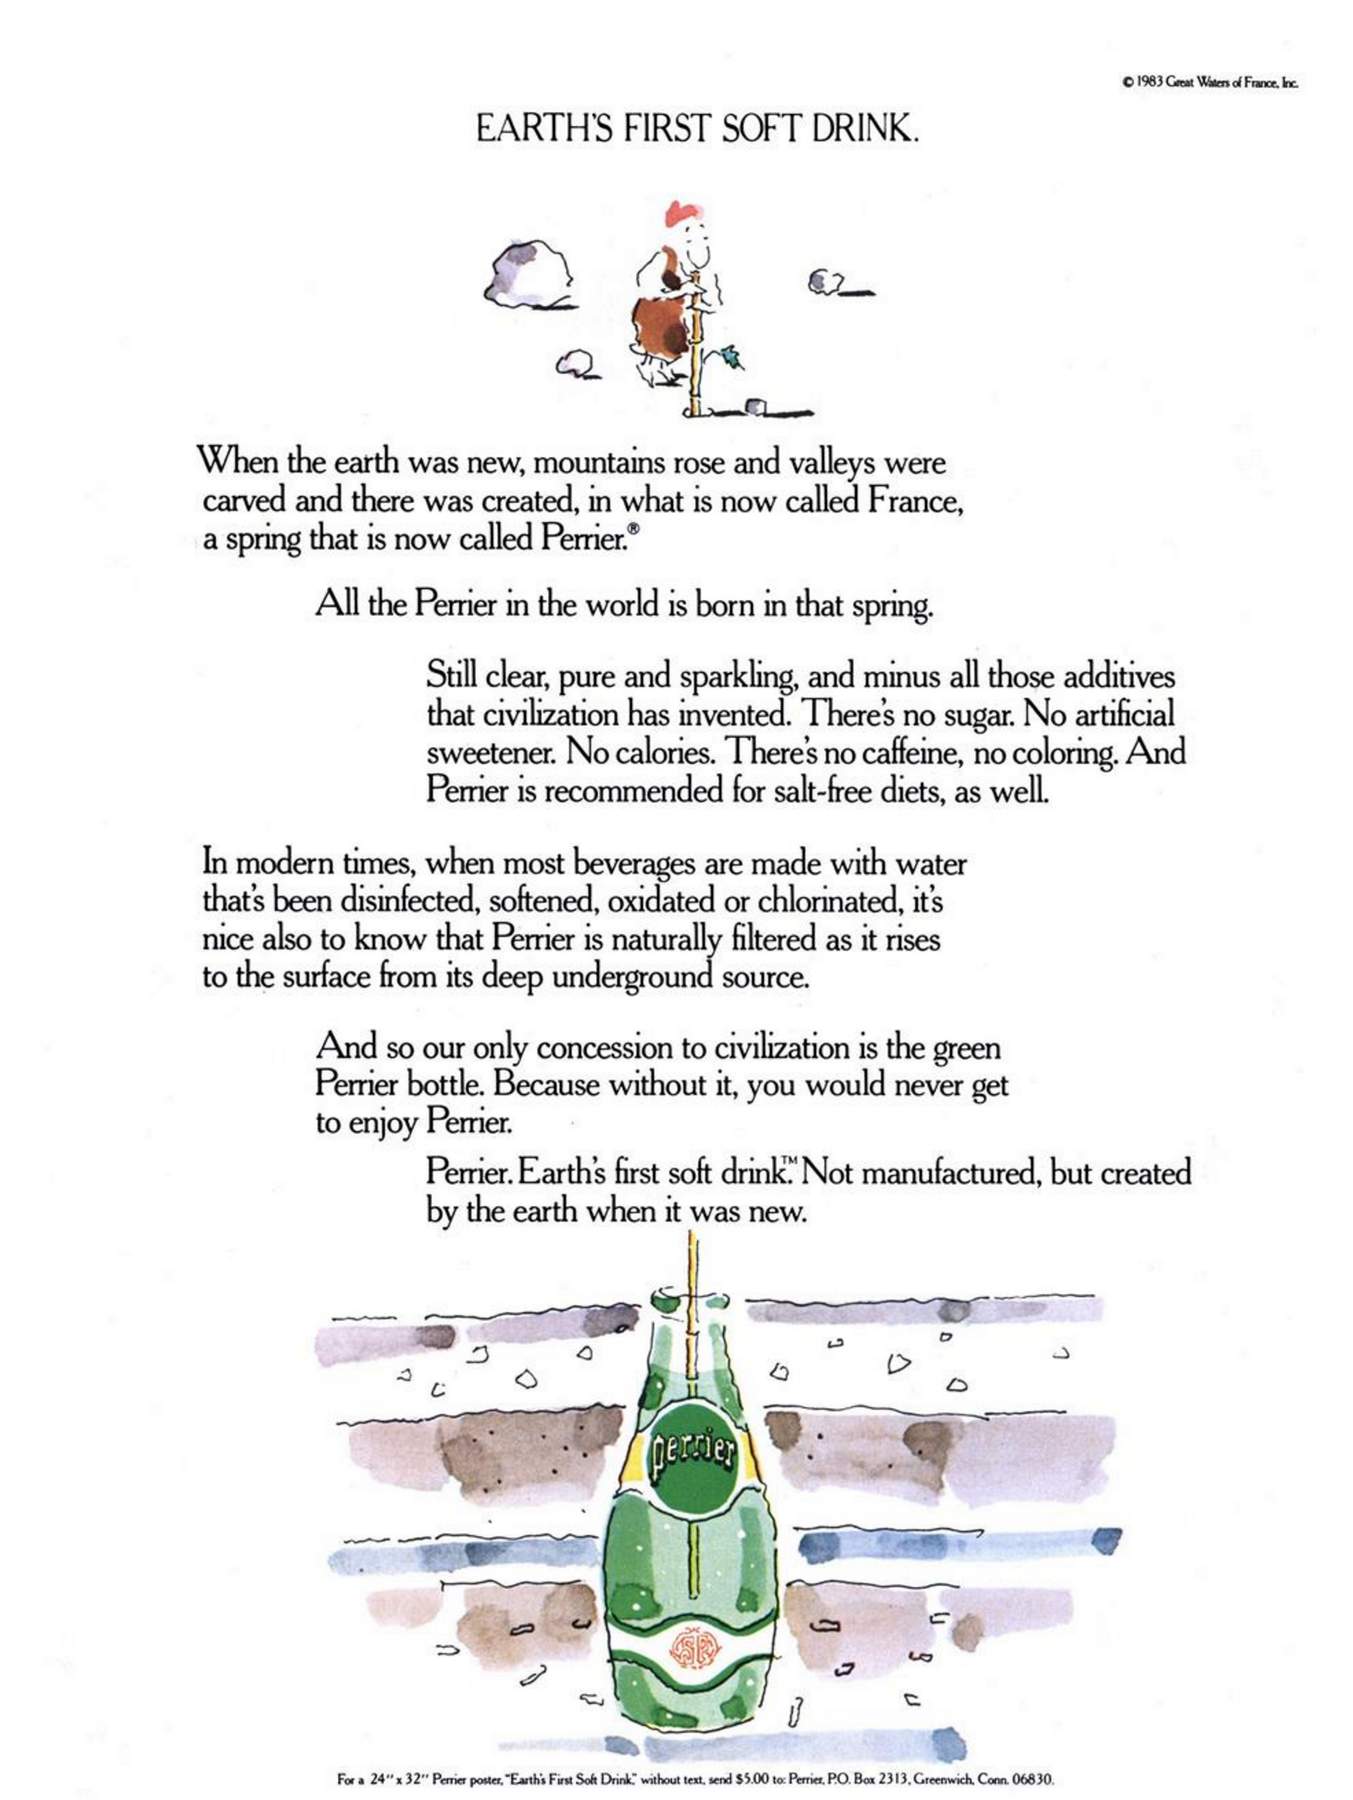 © 1983 Great Waters of France, Inc.
EARTH'S FIRST SOFT DRINK.
When the earth was new, mountains rose and valleys were
carved and there was created, in what is now called France,
a spring that is now called Perrier.®
All the Perrier in the world is born in that spring.
Still clear, pure and sparkling, and minus all those additives
that civilization has invented. There's no sugar. No artificial
sweetener. No calories. There's no caffeine, no coloring. And
Perrier is recommended for salt-free diets, as well.
In modern times, when most beverages are made with water
that's been disinfected, softened, oxidated or chlorinated, it's
nice also to know that Perrier is naturally filtered as it rises
to the surface from its deep underground source.
And so our only concession to civilization is the green
Perrier bottle. Because without it, you would never get
to enjoy Perrier.
Perrier. Earth's first soft drink.™ Not manufactured, but created
by the earth when it was new.
perrier
For a 24" x 32" Perrier poster, "Earth's First Soft Drink," without text, send $5.00 to: Perrier, P.O. Box 2313, Greenwich, Conn. 06830.